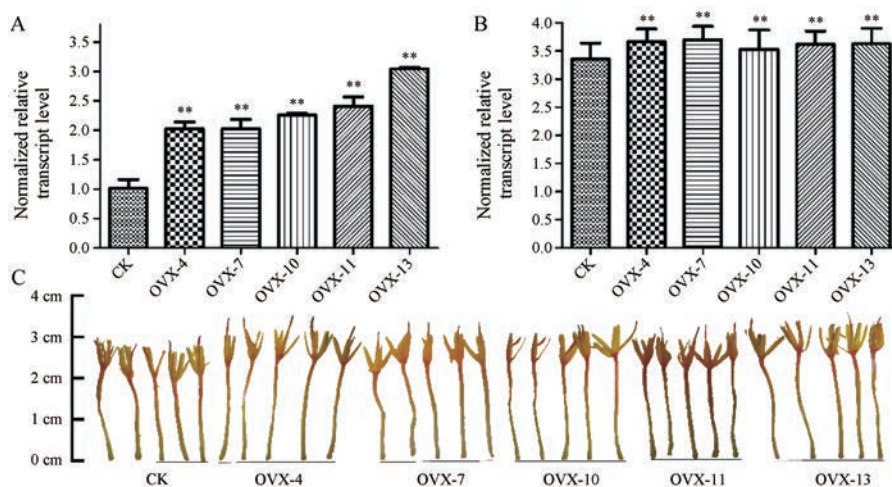 A
Normalized relative
transcript level
3.5
3.0
2.5
2.0
1.5
1.0
0.5
0.0
**
**
**
**
**
CK
OVX-4
OVX-7
OVX-10
OVX-11
OVX-13
B
Normalized relative
transcript level
4.0
3.5
3.0
2.5
2.0
1.5
1.0
0.5
0.0
**
**
**
**
**
CK
OVX-4
OVX-7
OVX-10
OVX-11
OVX-13
C
4 cm
3 cm
2 cm
1 cm
0 cm
CK
OVX-4
OVX-7
OVX-10
OVX-11
OVX-13